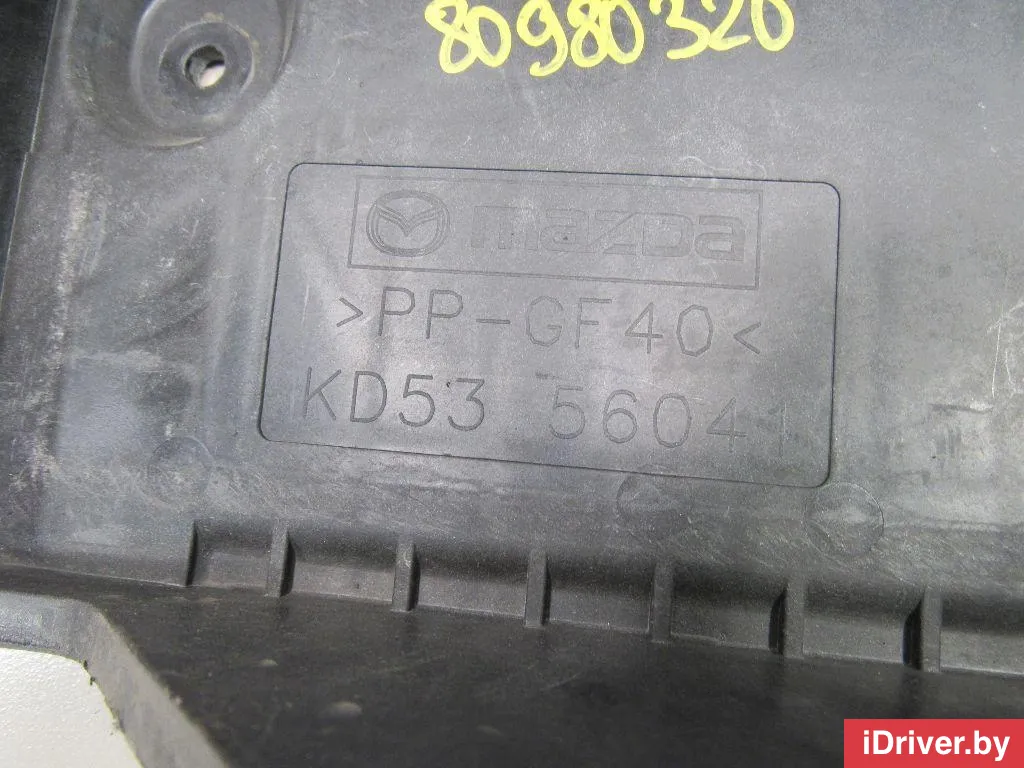 80980320
mazda
>PP-GF40<
KD53 56041
iDriver.by